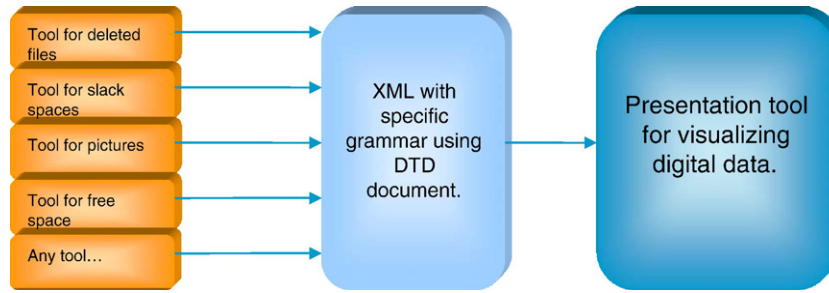 Tool for deleted
files
Tool for slack
spaces
Tool for pictures
Tool for free
space
Any tool…
XML with
specific
grammar using
DTD
document.
Presentation tool
for visualizing
digital data.